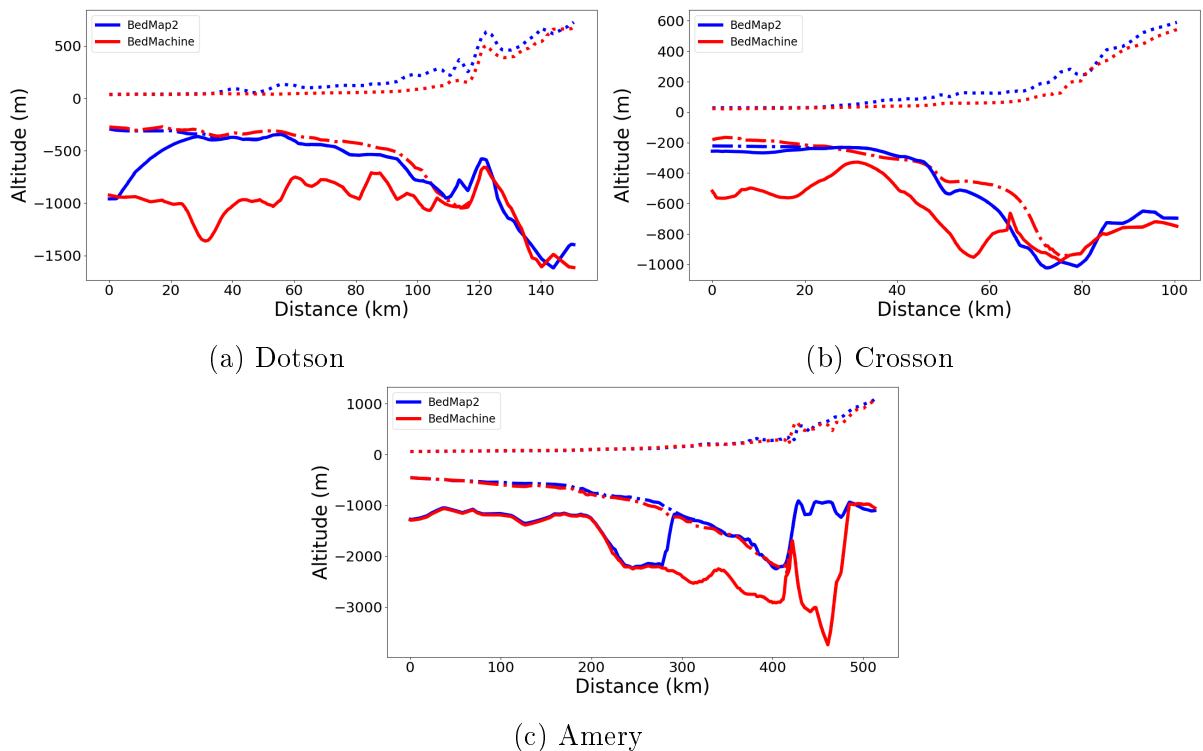 BedMap2
BedMachine
500
0
−500
−1000
−1500
Altitude (m)
0 20 40 60 80 100 120 140
Distance (km)
(a) Dotson
BedMap2
BedMachine
600
400
200
0
−200
−400
−600
−800
−1000
Altitude (m)
0 20 40 60 80 100
Distance (km)
(b) Crosson
BedMap2
BedMachine
1000
0
−1000
−2000
−3000
Altitude (m)
0 100 200 300 400 500
Distance (km)
(c) Amery